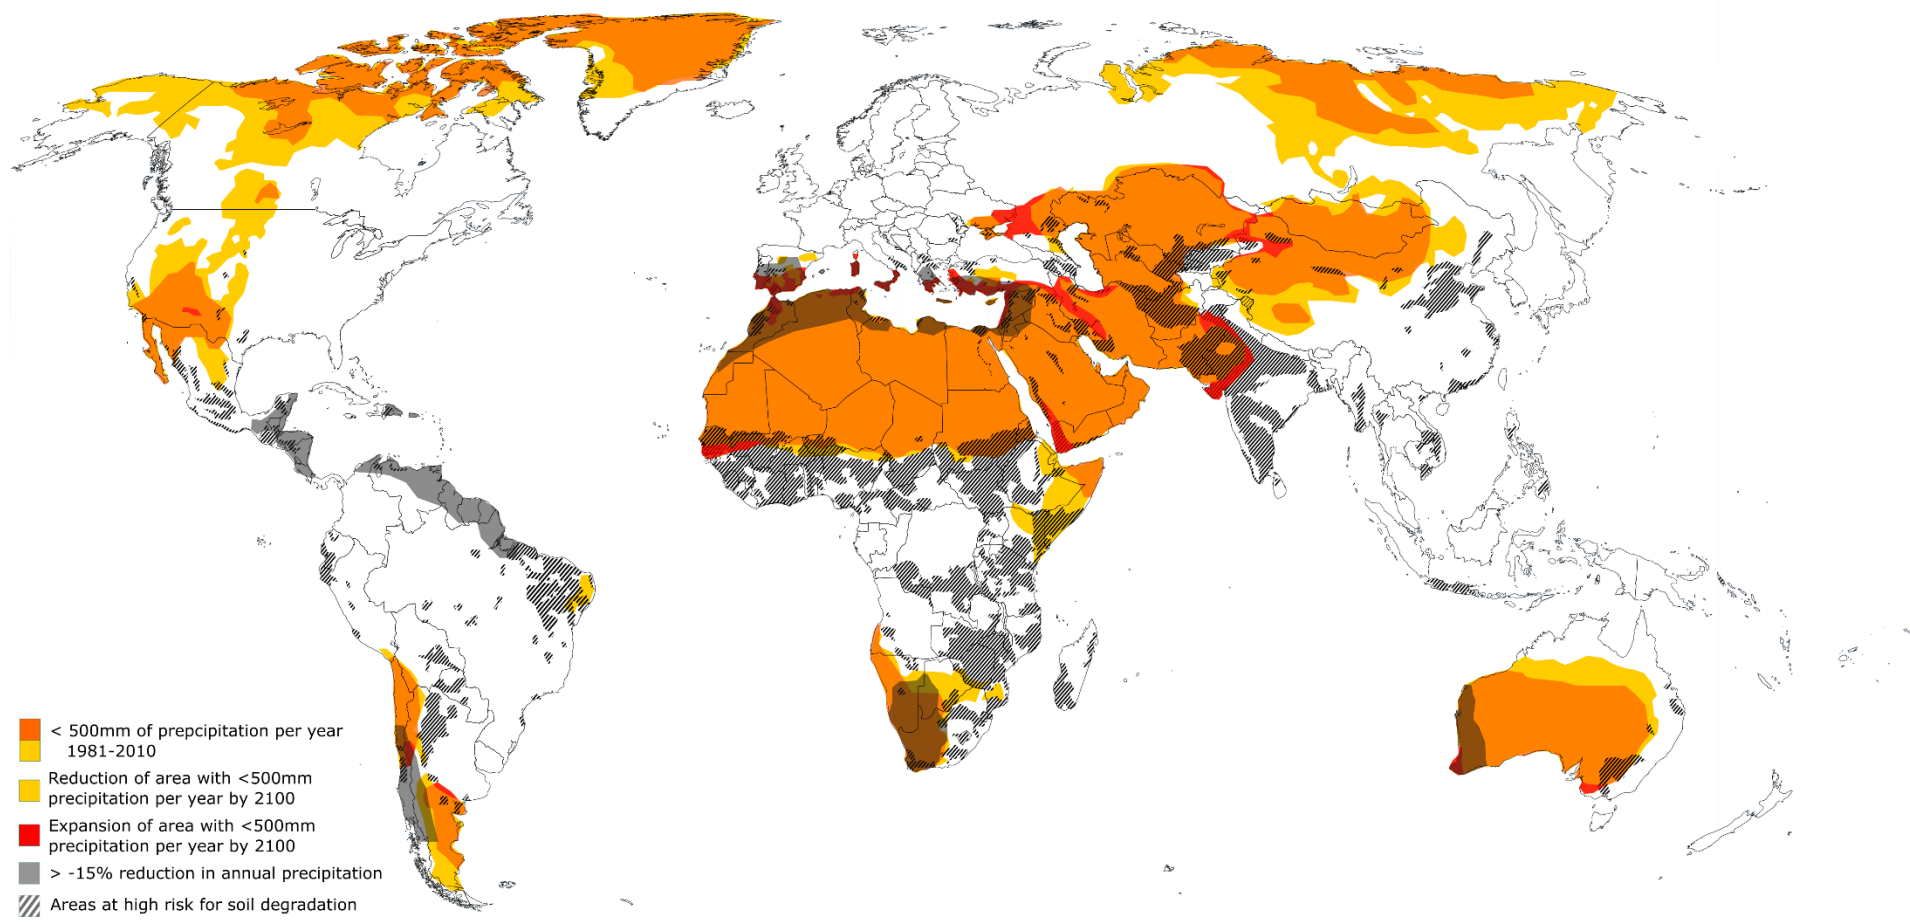 < 500mm of prepcipitation per year
1981-2010
Reduction of area with <500mm
precipitation per year by 2100
Expansion of area with <500mm
precipitation per year by 2100
> -15% reduction in annual precipitation
Areas at high risk for soil degradation